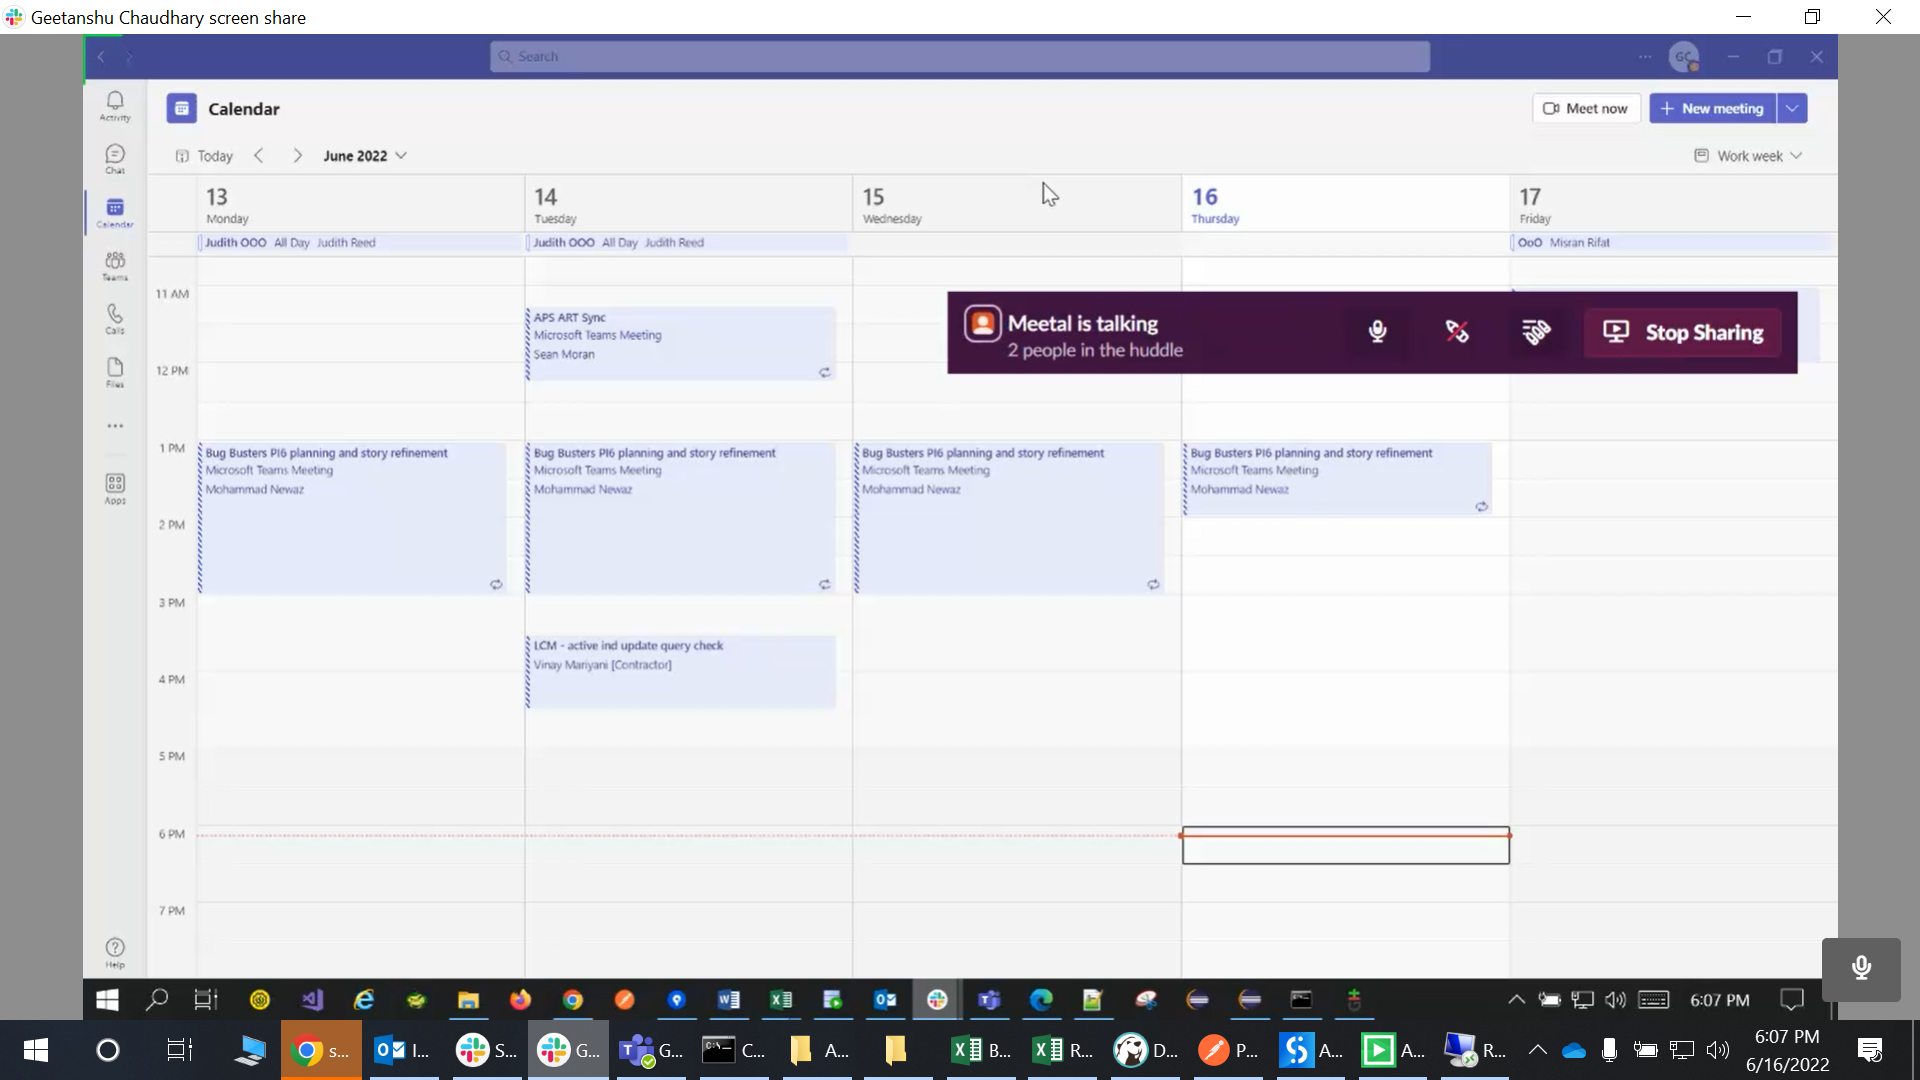 Geetanshu Chaudhary screen share
Search
GC
Activity
Chat
Calendar
Teams
Calls
Files
Apps
Help
Calendar
Meet now
New meeting
Today
June 2022
Work week
13
Monday
14
Tuesday
15
Wednesday
16
Thursday
17
Friday
Judith OOO All Day Judith Reed
Judith OOO All Day Judith Reed
OoO Misran Rifat
11 AM
12 PM
1 PM
2 PM
3 PM
4 PM
5 PM
6 PM
7 PM
APS ART Sync
Microsoft Teams Meeting
Sean Moran
Meetal is talking
2 people in the huddle
Stop Sharing
Bug Busters PI6 planning and story refinement
Microsoft Teams Meeting
Mohammad Newaz
Bug Busters PI6 planning and story refinement
Microsoft Teams Meeting
Mohammad Newaz
Bug Busters PI6 planning and story refinement
Microsoft Teams Meeting
Mohammad Newaz
Bug Busters PI6 planning and story refinement
Microsoft Teams Meeting
Mohammad Newaz
LCM - active ind update query check
Vinay Mariyani [Contractor]
6:07 PM
s...
I...
S...
G...
G...
C...
A...
B...
R...
D...
P...
A...
A...
R...
6:07 PM
6/16/2022